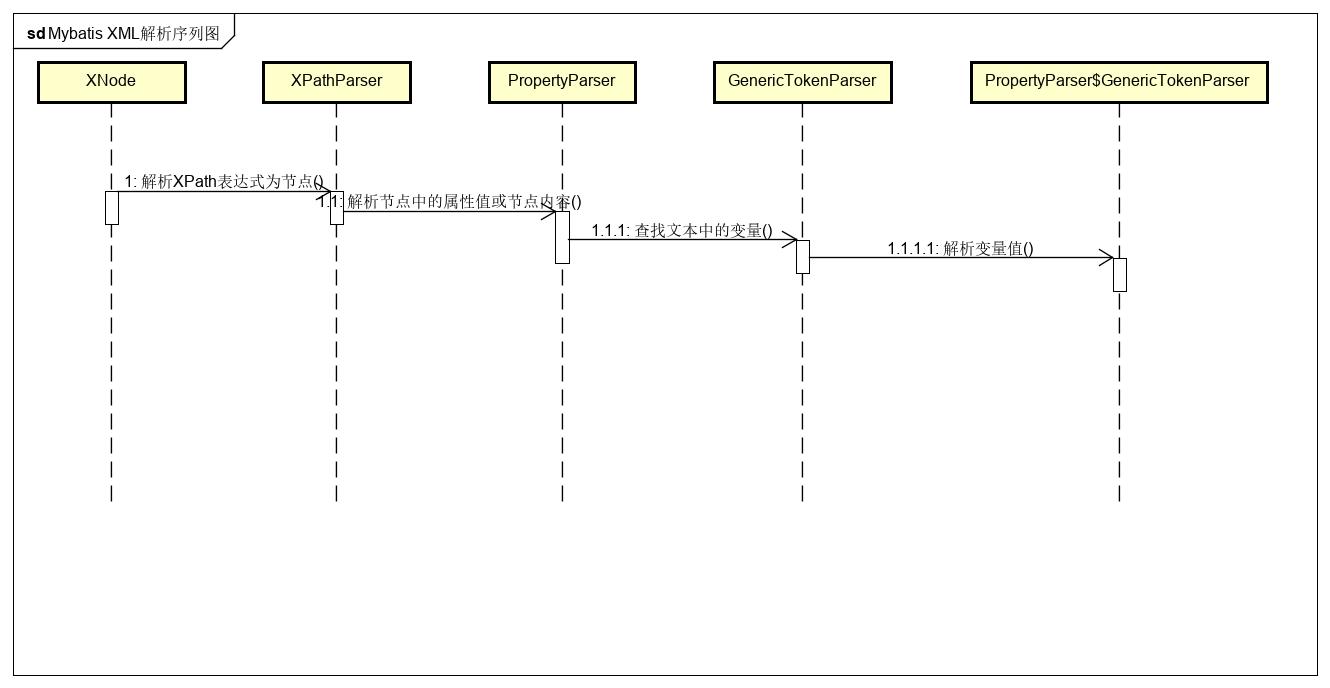 sd Mybatis XML解析序列图
XNode
XPathParser
PropertyParser
GenericTokenParser
PropertyParser$GenericTokenParser
1: 解析XPath表达式为节点()
1.1: 解析节点中的属性值或节点内容()
1.1.1: 查找文本中的变量()
1.1.1.1: 解析变量值()